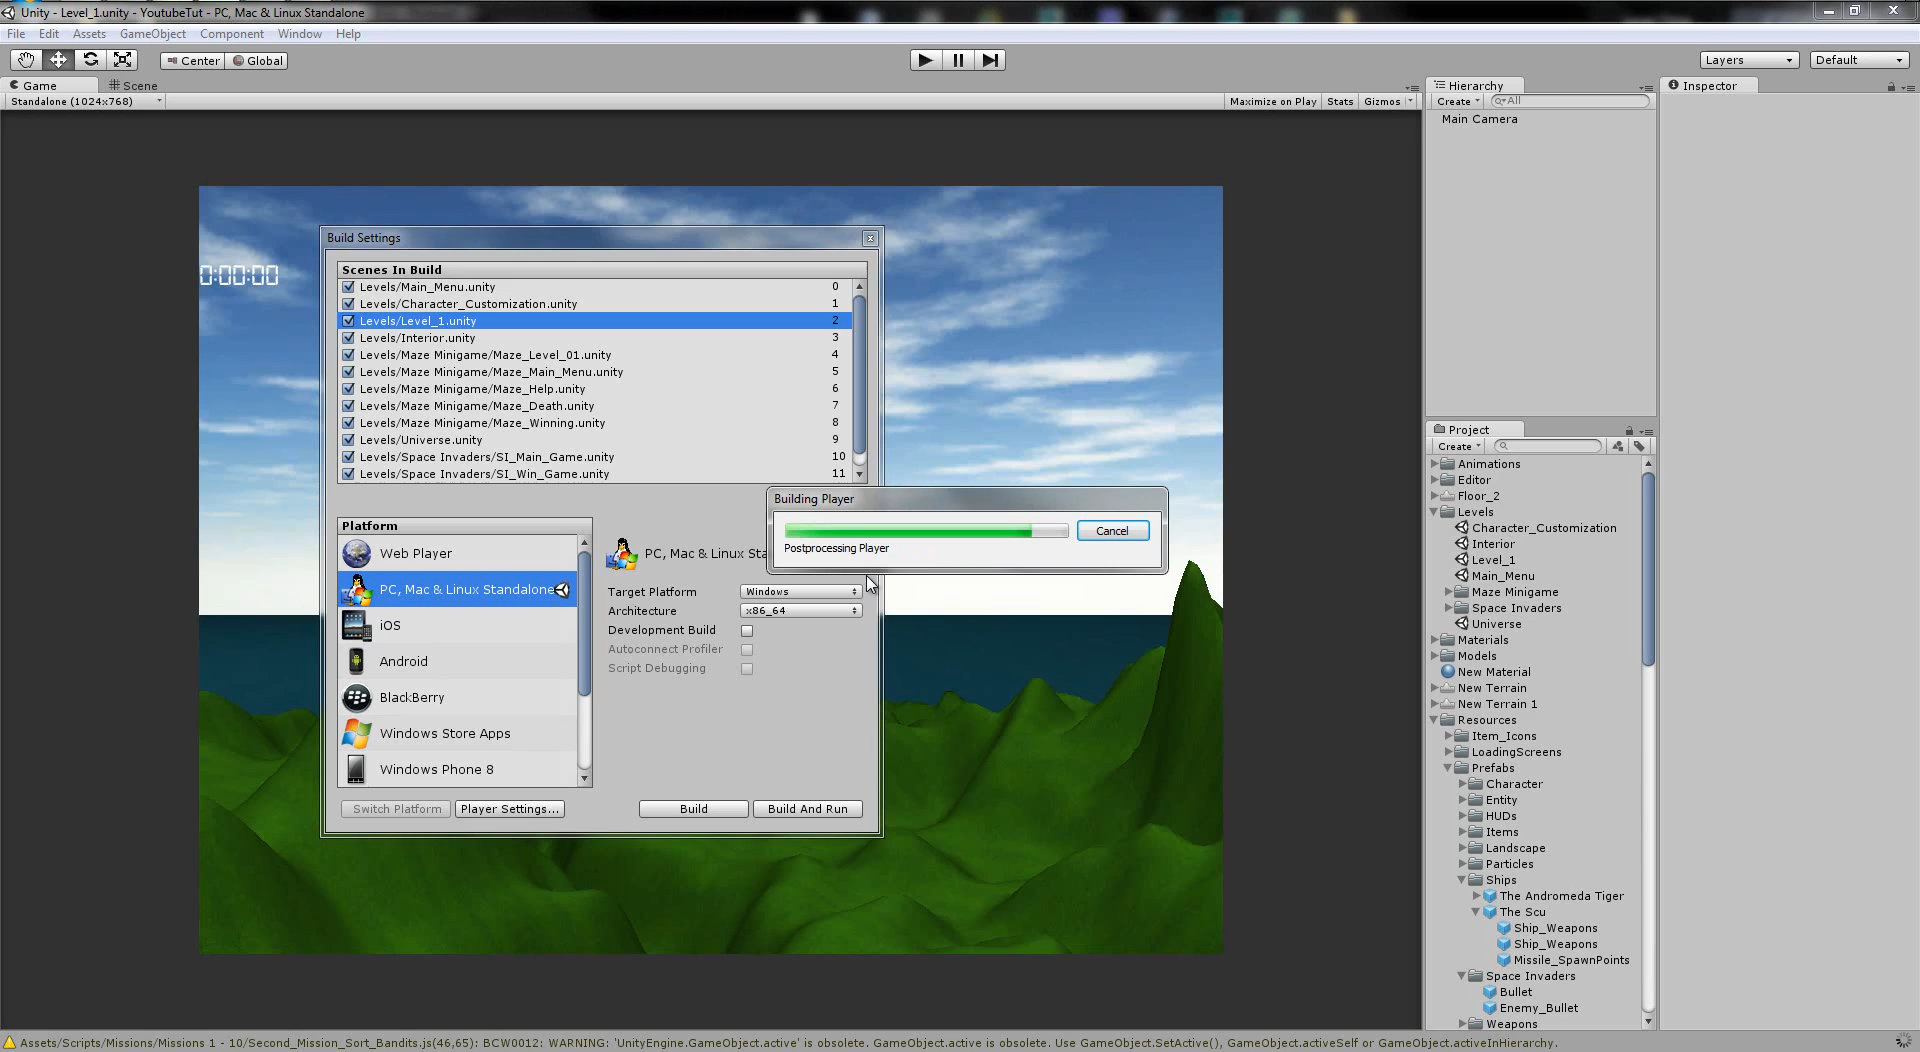 Unity - Level_1.unity - YoutubeTut - PC, Mac & Linux Standalone
File Edit Assets GameObject Component Window Help
Center Global
Layers
Default
Game
Scene
Standalone (1024x768)
Maximize on Play Stats Gizmos
0:00:00
Build Settings
Scenes In Build
Levels/Main_Menu.unity 0
Levels/Character_Customization.unity 1
Levels/Level_1.unity 2
Levels/Interior.unity 3
Levels/Maze Minigame/Maze_Level_01.unity 4
Levels/Maze Minigame/Maze_Main_Menu.unity 5
Levels/Maze Minigame/Maze_Help.unity 6
Levels/Maze Minigame/Maze_Death.unity 7
Levels/Maze Minigame/Maze_Winning.unity 8
Levels/Universe.unity 9
Levels/Space Invaders/SI_Main_Game.unity 10
Levels/Space Invaders/SI_Win_Game.unity 11
Platform
Web Player
PC, Mac & Linux Standalone
iOS
Android
BlackBerry
Windows Store Apps
Windows Phone 8
Switch Platform
Player Settings...
PC, Mac & Linux Sta
Target Platform Windows
Architecture x86_64
Development Build
Autoconnect Profiler
Script Debugging
Build
Build And Run
Building Player
Cancel
Postprocessing Player
Hierarchy
Create
All
Main Camera
Inspector
Project
Create
Animations
Editor
Floor_2
Levels
Character_Customization
Interior
Level_1
Main_Menu
Maze Minigame
Space Invaders
Universe
Materials
Models
New Material
New Terrain
New Terrain 1
Resources
Item_Icons
LoadingScreens
Prefabs
Character
Entity
HUDs
Items
Landscape
Particles
Ships
The Andromeda Tiger
The Scu
Ship_Weapons
Ship_Weapons
Missile_SpawnPoints
Space Invaders
Bullet
Enemy_Bullet
Weapons
Assets/Scripts/Missions/Missions 1 - 10/Second_Mission_Sort_Bandits.js(46,65): BCW0012: WARNING: 'UnityEngine.GameObject.active' is obsolete. GameObject.active is obsolete. Use GameObject.SetActive(), GameObject.activeSelf or GameObject.activeInHierarchy.